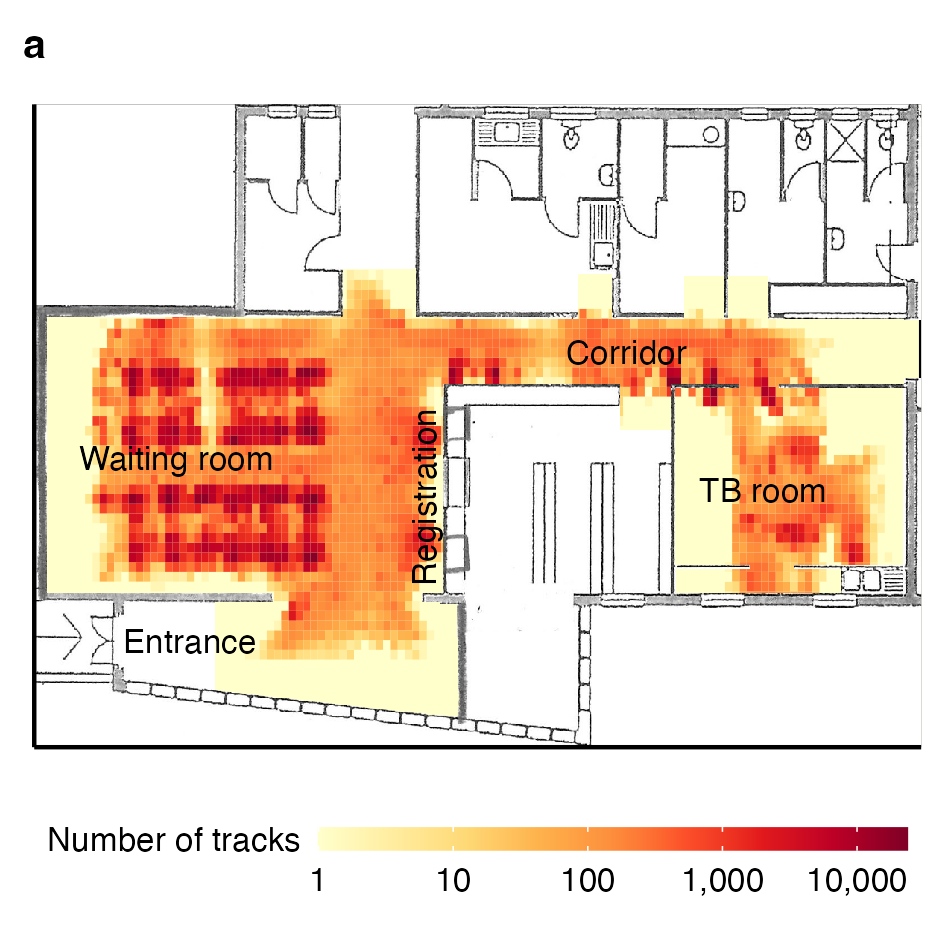 a
Corridor
Waiting room
Registration
TB room
Entrance
Number of tracks
1 10 100 1,000 10,000